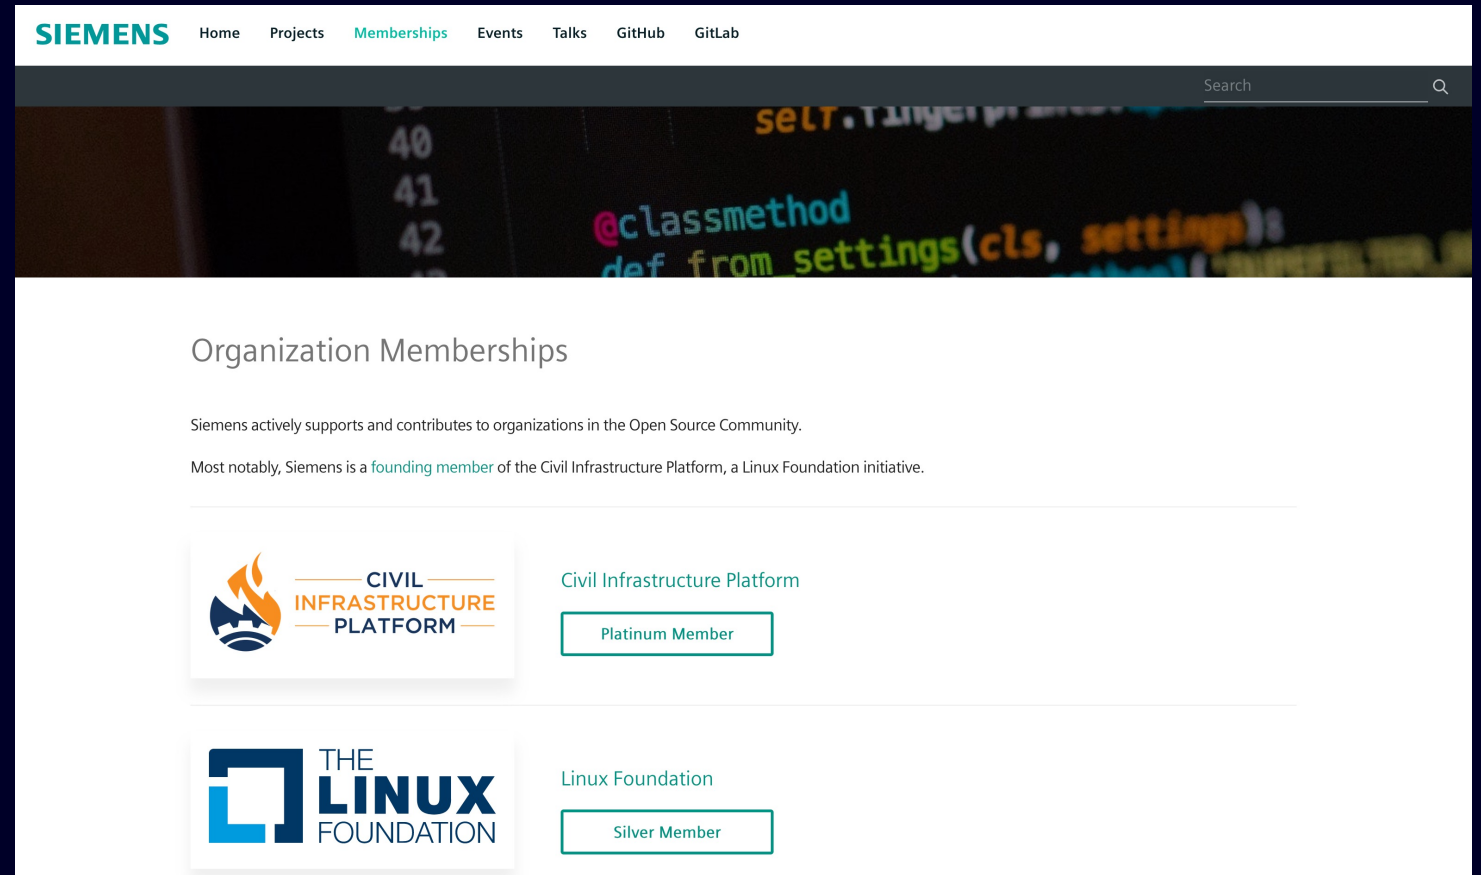 SIEMENS Home Projects Memberships Events Talks GitHub GitLab
Search
40
41
42
@classmethod
def from_settings(cls, settings):
Organization Memberships
Siemens actively supports and contributes to organizations in the Open Source Community.
Most notably, Siemens is a founding member of the Civil Infrastructure Platform, a Linux Foundation initiative.
CIVIL
INFRASTRUCTURE
PLATFORM
Civil Infrastructure Platform
Platinum Member
THE
LINUX
FOUNDATION
Linux Foundation
Silver Member